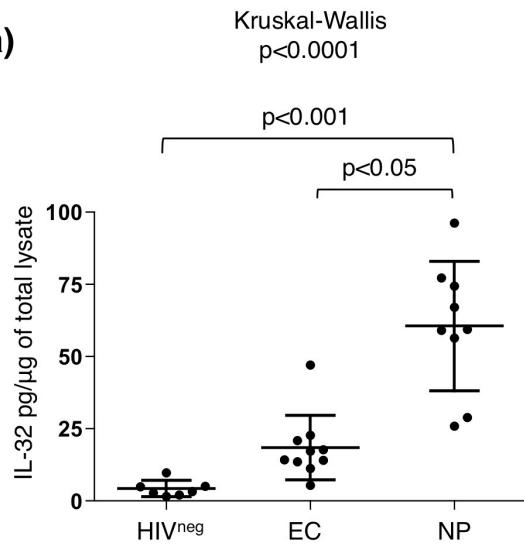 a)
Kruskal-Wallis
p<0.0001
p<0.001
p<0.05
IL-32 pg/µg of total lysate
100
75
50
25
0
HIVneg
EC
NP